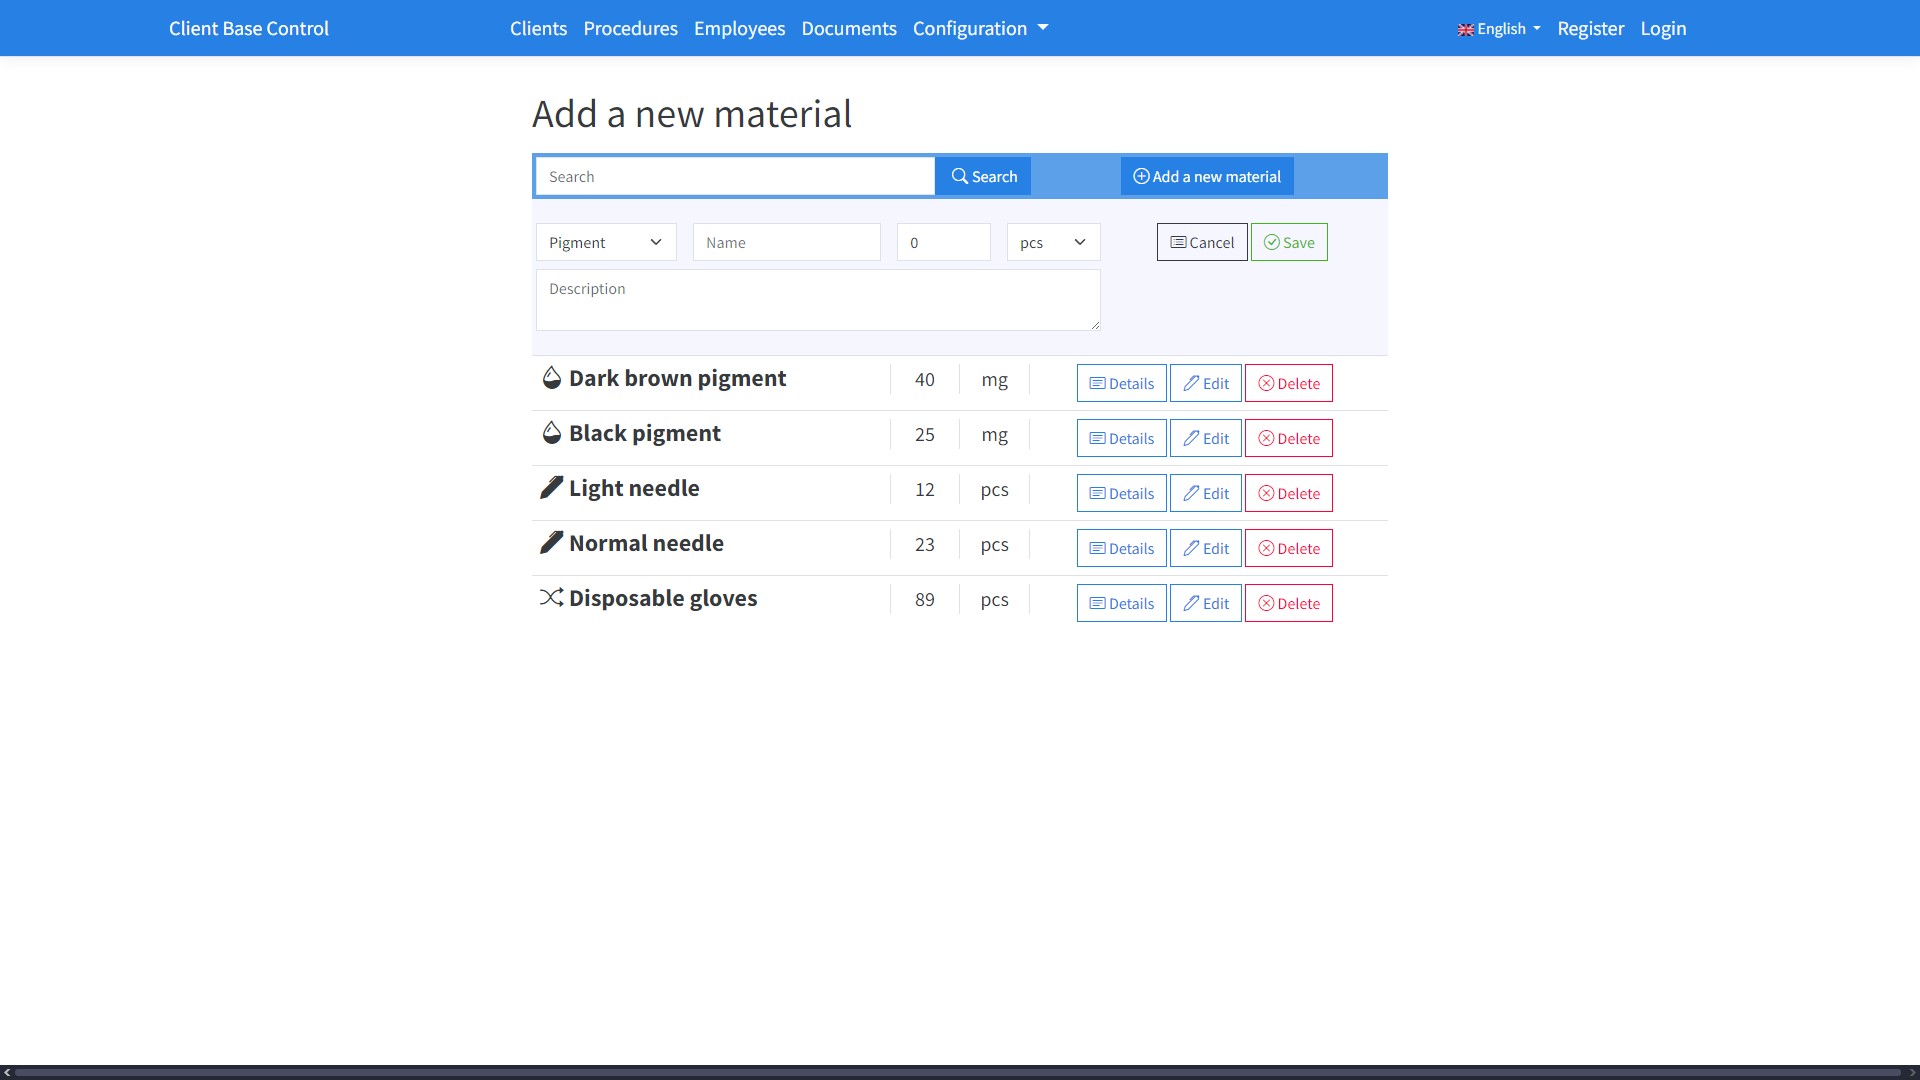 Client Base Control Clients Procedures Employees Documents Configuration English Register Login
Add a new material
Search Search Add a new material
Pigment Name 0 pcs Cancel Save
Description
Dark brown pigment 40 mg Details Edit Delete
Black pigment 25 mg Details Edit Delete
Light needle 12 pcs Details Edit Delete
Normal needle 23 pcs Details Edit Delete
Disposable gloves 89 pcs Details Edit Delete